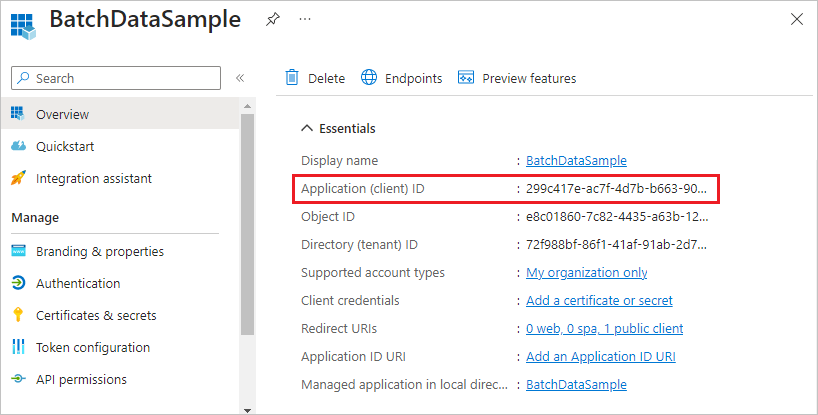 BatchDataSample
Search
Overview
Quickstart
Integration assistant
Manage
Branding & properties
Authentication
Certificates & secrets
Token configuration
API permissions
Delete
Endpoints
Preview features
Essentials
Display name : BatchDataSample
Application (client) ID : 299c417e-ac7f-4d7b-b663-90...
Object ID : e8c01860-7c82-4435-a63b-12...
Directory (tenant) ID : 72f988bf-86f1-41af-91ab-2d7...
Supported account types : My organization only
Client credentials : Add a certificate or secret
Redirect URIs : 0 web, 0 spa, 1 public client
Application ID URI : Add an Application ID URI
Managed application in local direc... : BatchDataSample